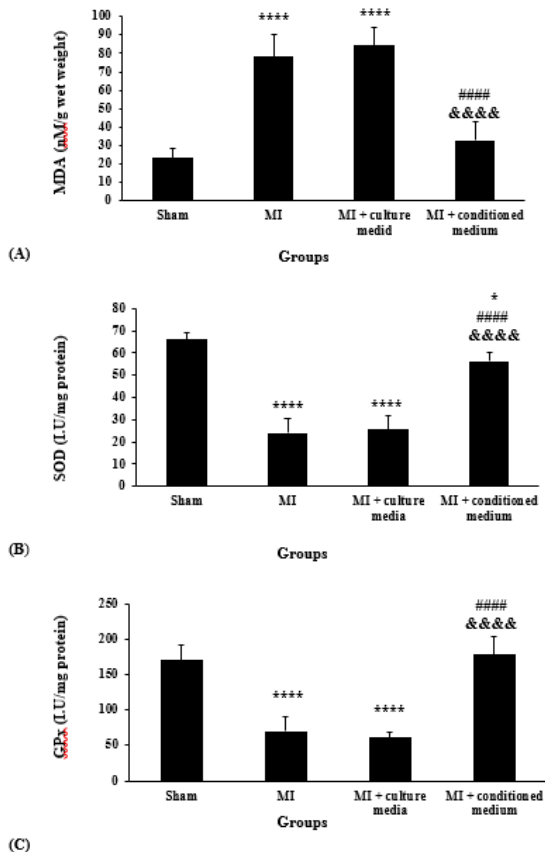 MDA (nM/g wet weight)
100
90
80
70
60
50
40
30
20
10
0
****
****
####
&&&&
Sham
MI
MI + culture
medid
MI + conditioned
medium
(A)
Groups
SOD (I.U/mg protein)
80
70
60
50
40
30
20
10
0
****
****
*
####
&&&&
Sham
MI
MI + culture
media
MI + conditioned
medium
(B)
Groups
GPx (I.U/mg protein)
250
200
150
100
50
0
****
****
####
&&&&
Sham
MI
MI + culture
media
MI + conditioned
medium
Groups
(C)